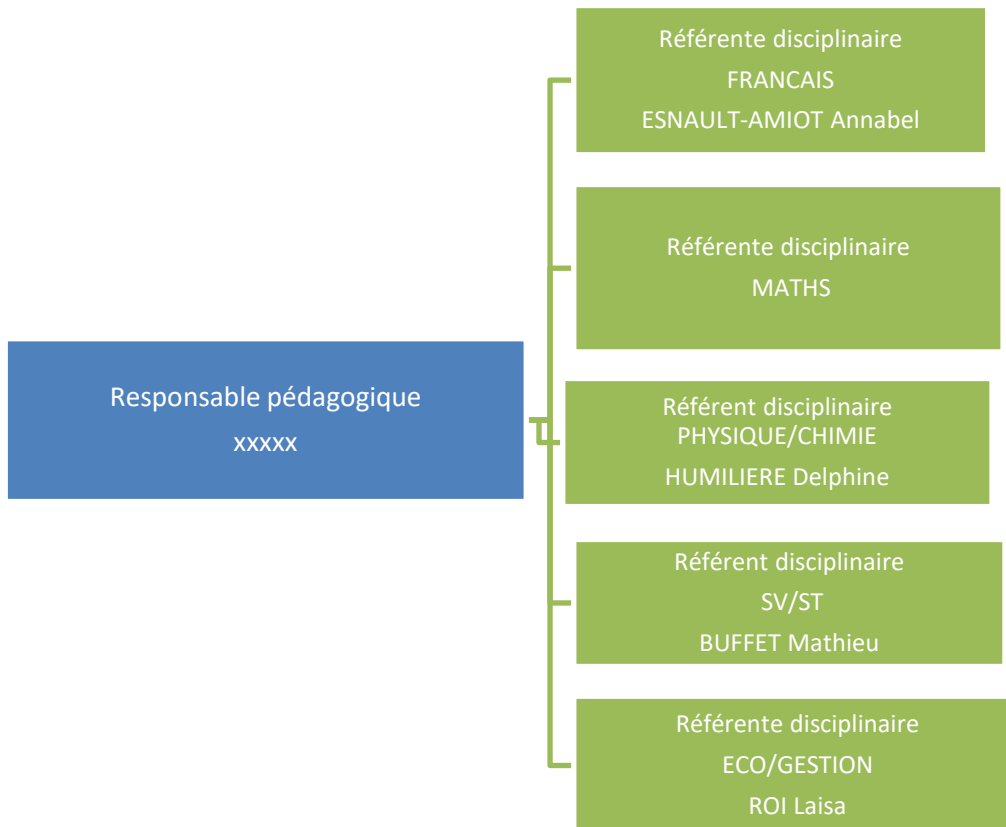 Responsable pédagogique
xxxxx
Référente disciplinaire
FRANCAIS
ESNAULT-AMIOT Annabel
Référente disciplinaire
MATHS
Référent disciplinaire
PHYSIQUE/CHIMIE
HUMILIERE Delphine
Référent disciplinaire
SV/ST
BUFFET Mathieu
Référente disciplinaire
ECO/GESTION
ROI Laisa